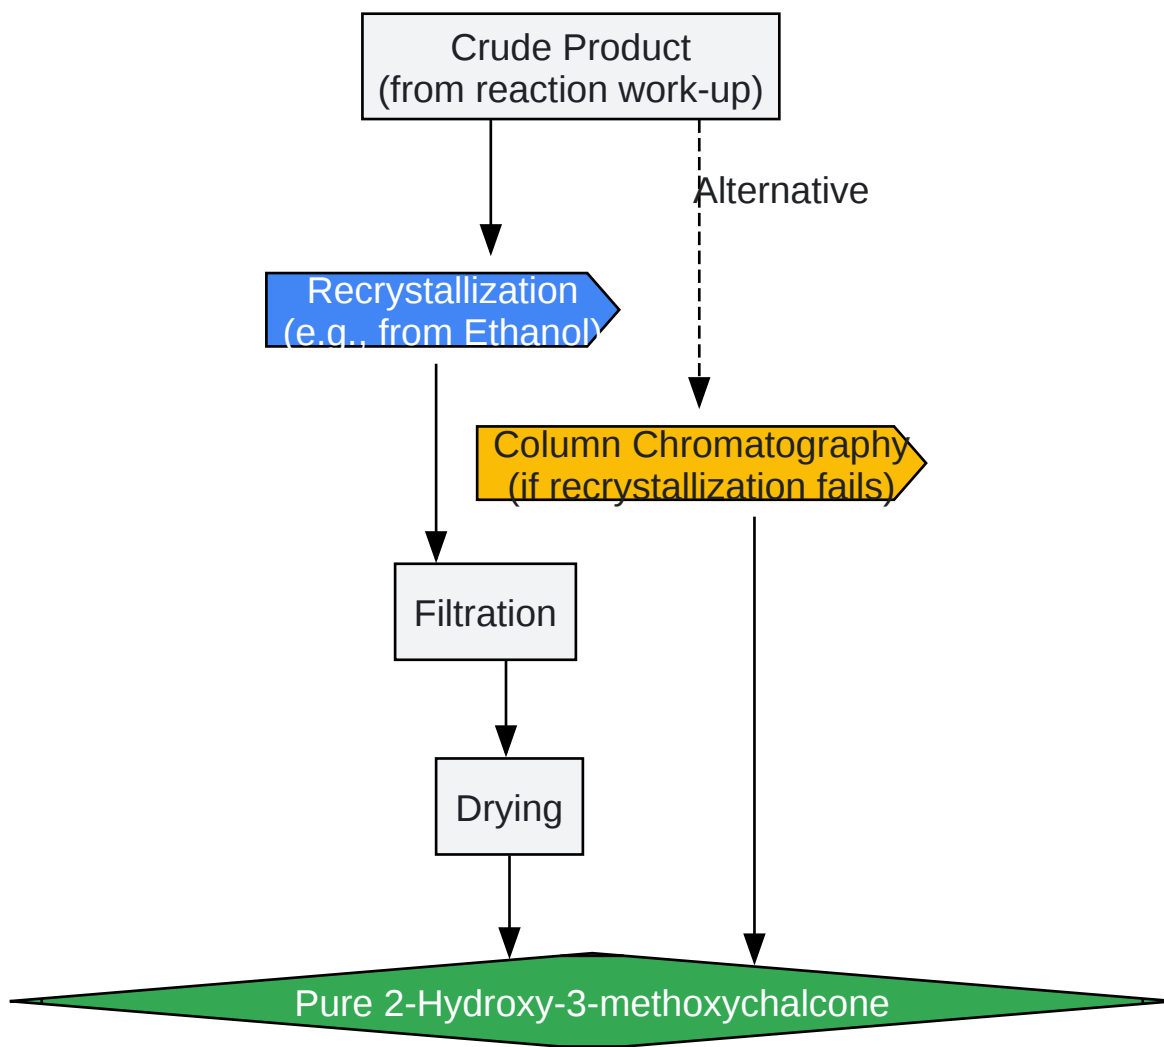 Crude Product
(from reaction work-up)
Alternative
Recrystallization
(e.g., from Ethanol)
Column Chromatography
(if recrystallization fails)
Filtration
Drying
Pure 2-Hydroxy-3-methoxychalcone